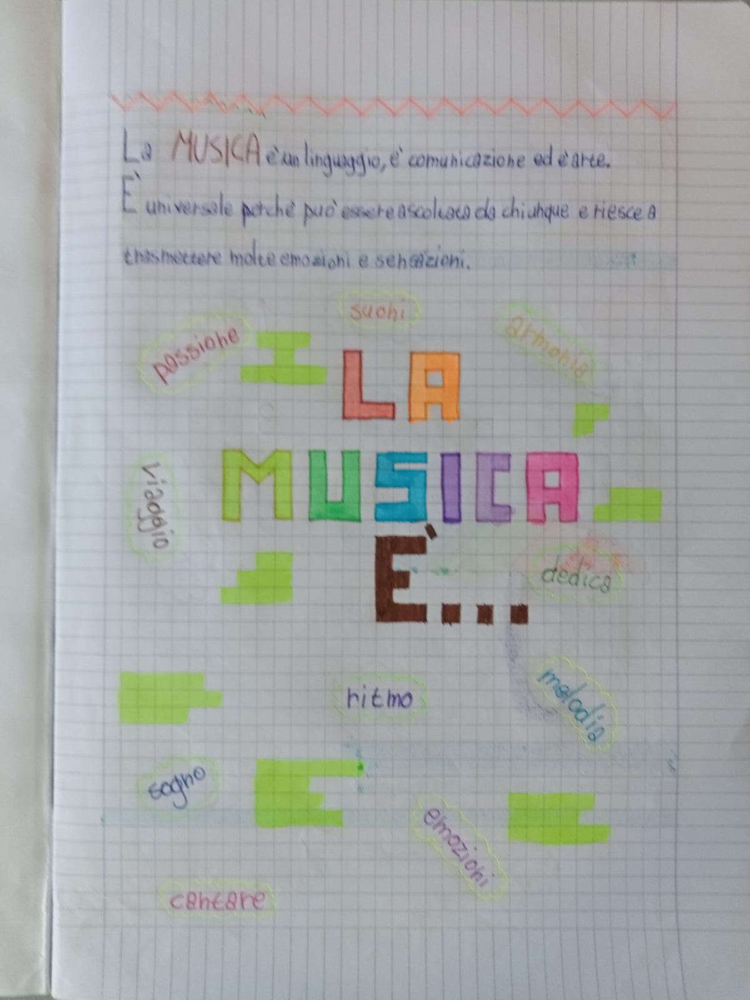 La MUSICA è un linguaggio, è comunicazione ed è arte.
È universale perché può essere ascoltata da chiunque e riesce a
trasmettere molte emozioni e sensazioni.
suoni
armonia
passione
LA
MUSICA
viaggio
È...
dedica
ritmo
melodia
sogno
emozioni
cantare